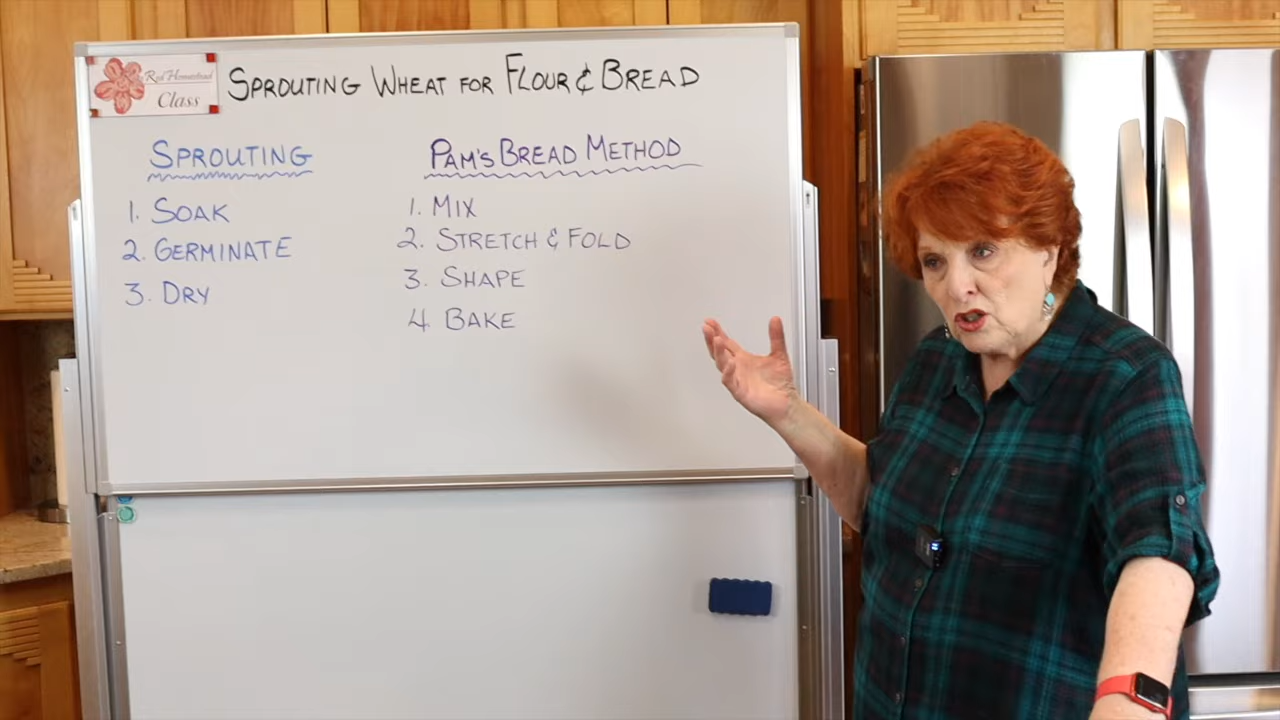 Red Homestead
Class
SPROUTING WHEAT FOR FLOUR & BREAD
SPROUTING
1. SOAK
2. GERMINATE
3. DRY
PAM'S BREAD METHOD
1. MIX
2. STRETCH & FOLD
3. SHAPE
4 BAKE